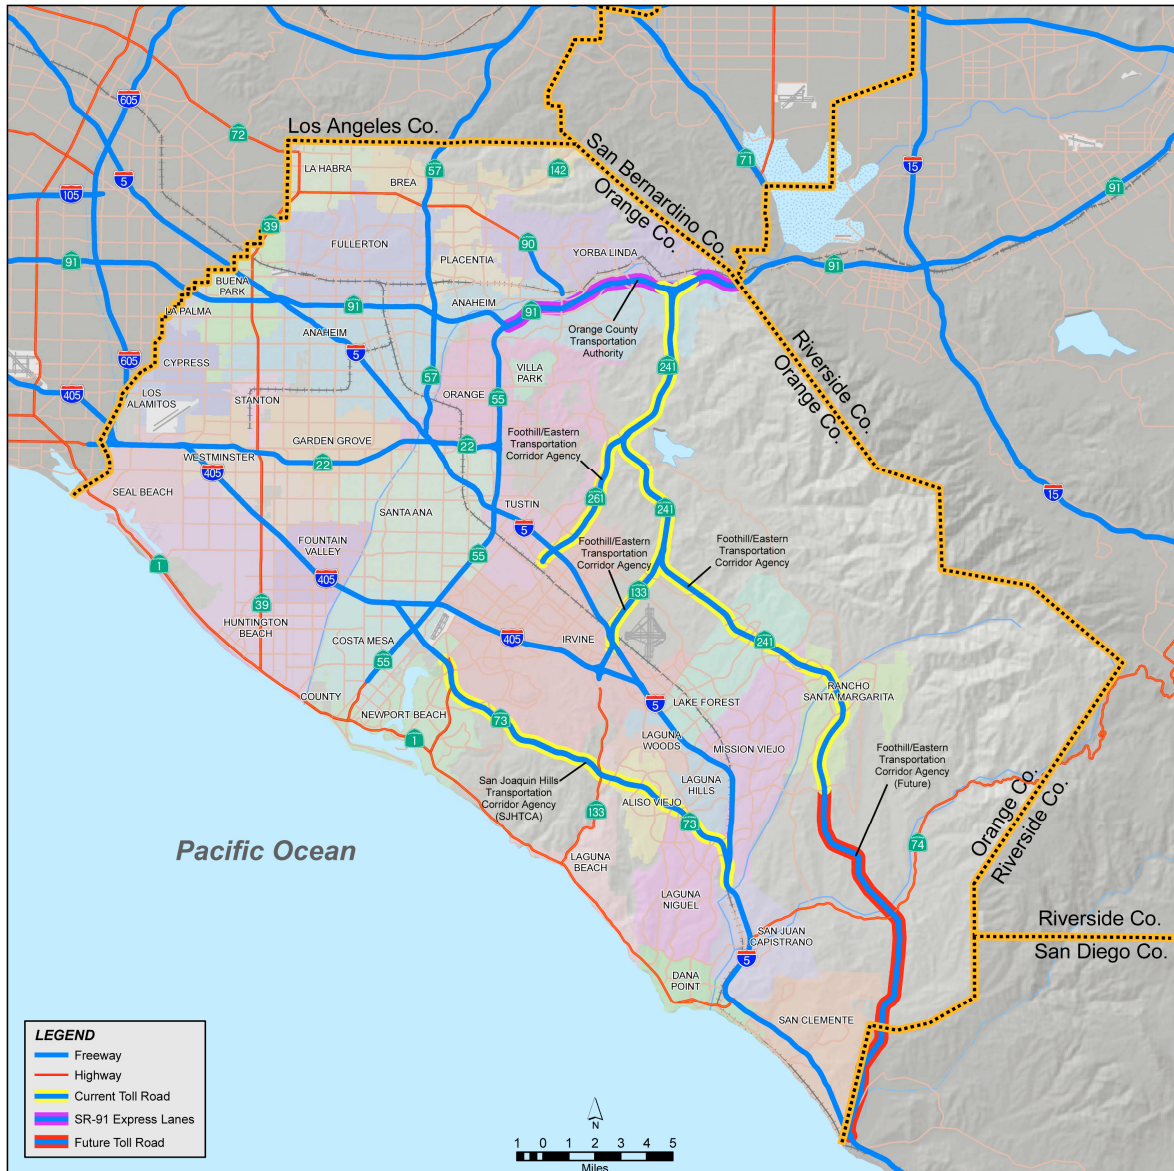 605
5
72
Los Angeles Co.
57
142
71
15
91
105
LA HABRA
BREA
San Bernardino Co.
Orange Co.
39
FULLERTON
90
YORBA LINDA
PLACENTIA
91
91
BUENA
PARK
ANAHEIM
91
91
LA PALMA
ANAHEIM
Orange County
Transportation
Authority
Riverside Co.
Orange Co.
605
CYPRESS
5
57
VILLA
PARK
241
405
LOS
ALAMITOS
STANTON
ORANGE
55
GARDEN GROVE
22
22
Foothill/Eastern
Transportation
Corridor Agency
WESTMINSTER
405
SEAL BEACH
15
261
241
SANTA ANA
TUSTIN
5
FOUNTAIN
VALLEY
Foothill/Eastern
Transportation
Corridor Agency
Foothill/Eastern
Transportation
Corridor Agency
1
55
405
133
39
HUNTINGTON
BEACH
COSTA MESA
405
IRVINE
241
55
COUNTY
NEWPORT BEACH
RANCHO
SANTA MARGARITA
LAKE FOREST
5
73
1
LAGUNA
WOODS
MISSION VIEJO
Foothill/Eastern
Transportation
Corridor Agency
(Future)
San Joaquin Hills
Transportation
Corridor Agency
(SJHTCA)
LAGUNA
HILLS
ALISO VIEJO
133
73
Orange Co.
Riverside Co.
74
Pacific Ocean
LAGUNA
BEACH
LAGUNA
NIGUEL
Riverside Co.
San Diego Co.
SAN JUAN
CAPISTRANO
5
DANA
POINT
SAN CLEMENTE
LEGEND
Freeway
Highway
Current Toll Road
SR-91 Express Lanes
Future Toll Road
N
1 0 1 2 3 4 5
Miles